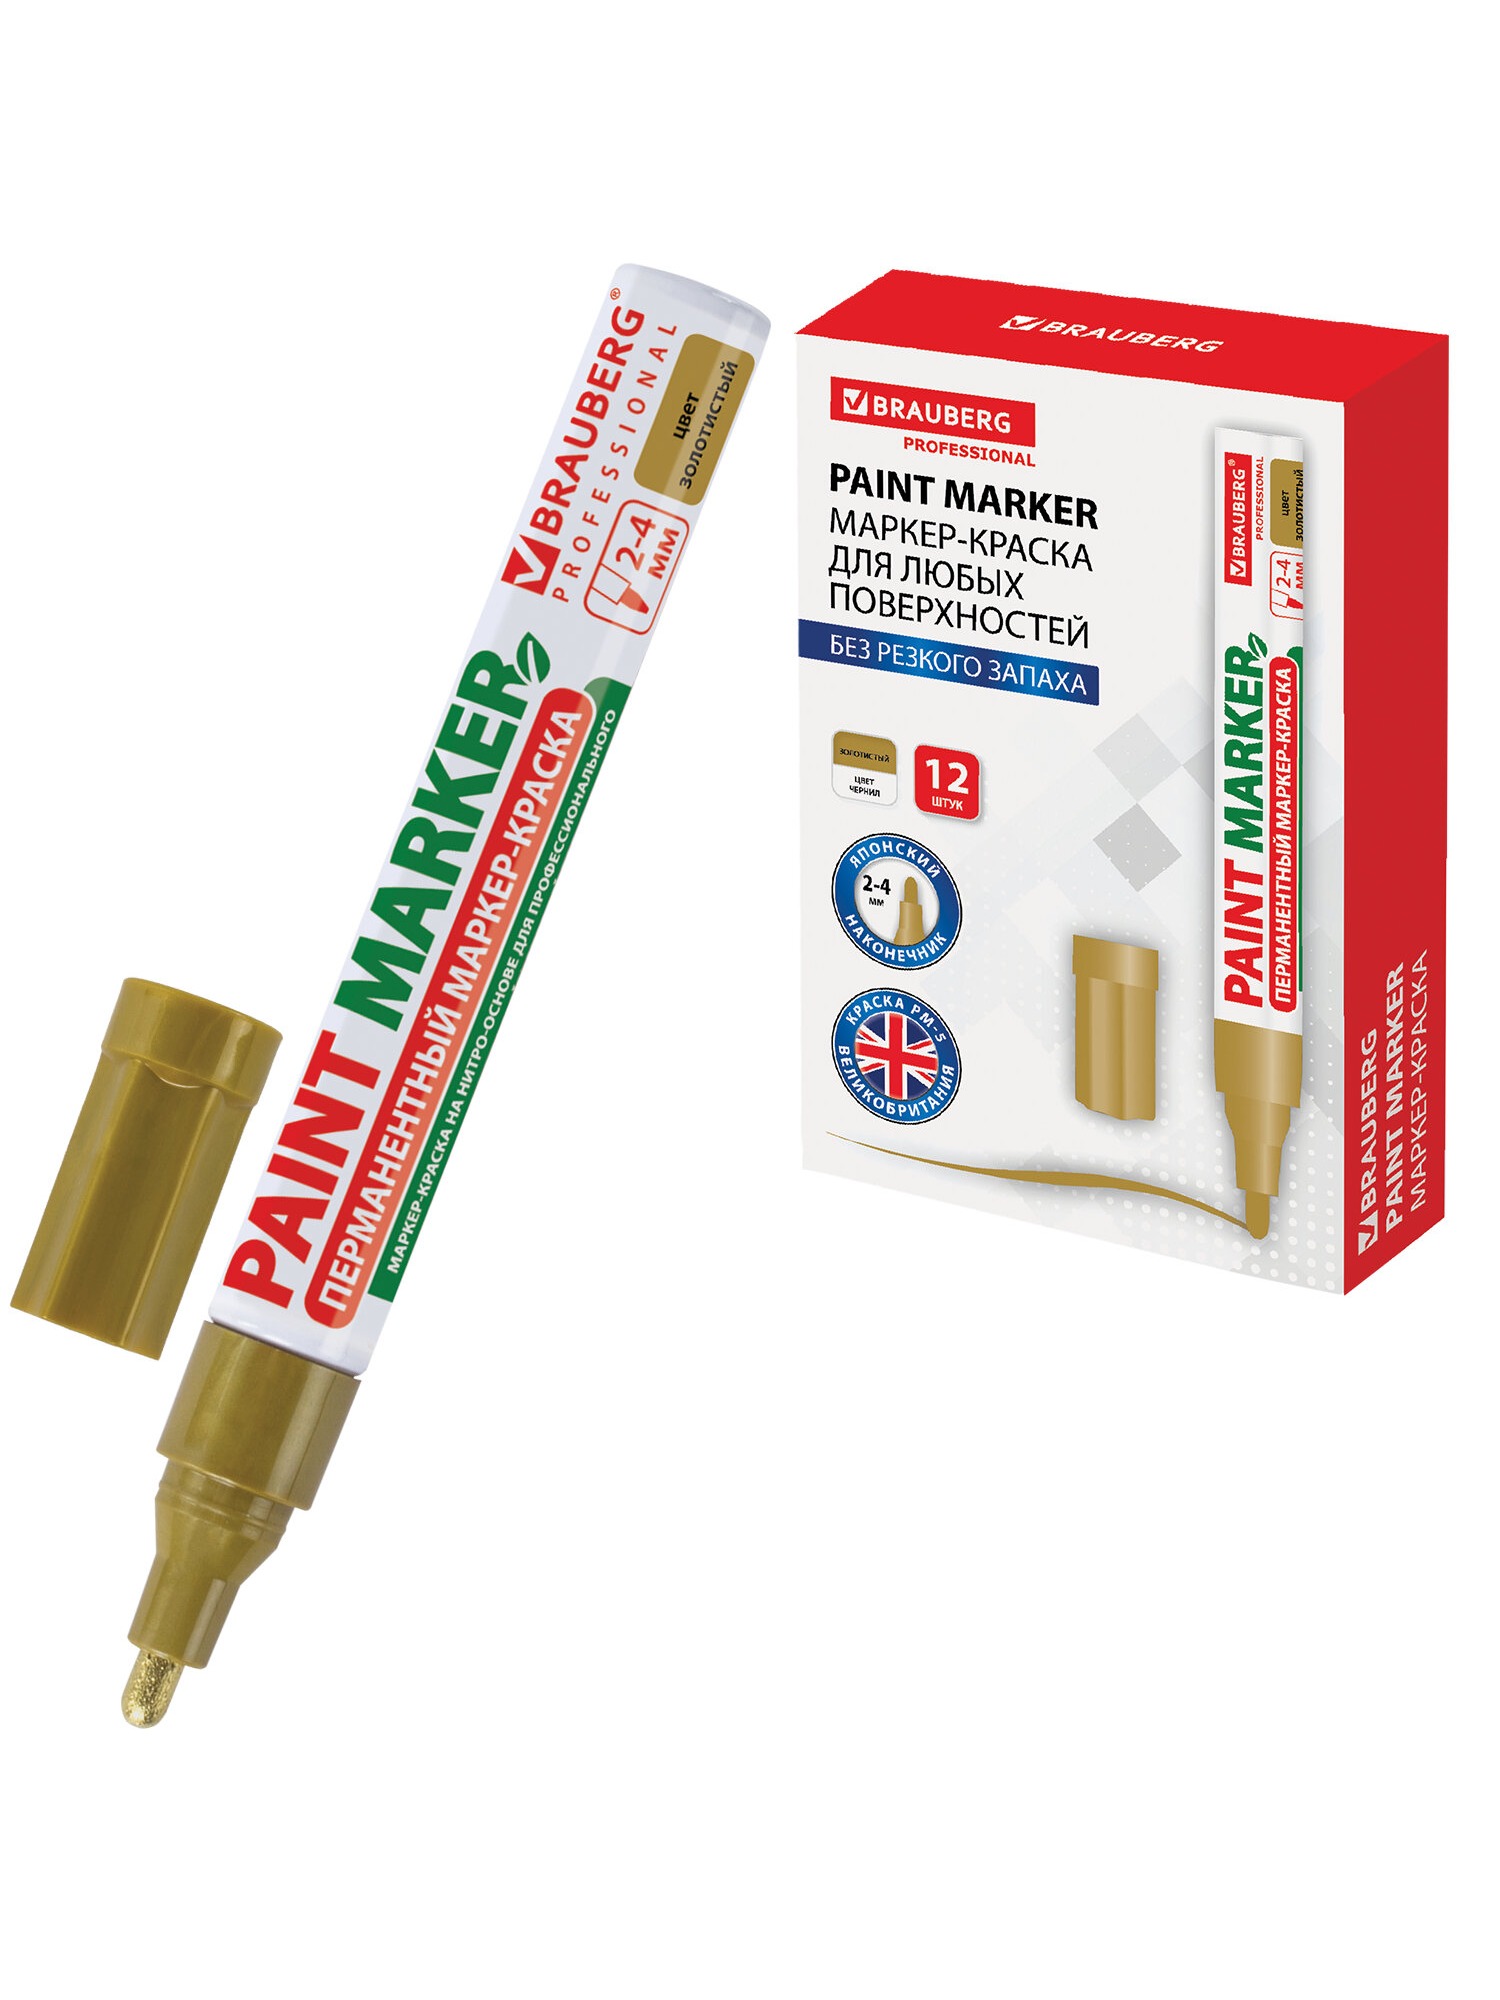 BRAUBERG®
PROFESSIONAL
цвет
золотистый
2-4
мм
PAINT MARKER
ПЕРМАНЕНТНЫЙ МАРКЕР-КРАСКА
МАРКЕР-КРАСКА НА НИТРО-ОСНОВЕ ДЛЯ ПРОФЕССИОНАЛЬНОГО
BRAUBERG
BRAUBERG
PROFESSIONAL
PAINT MARKER
МАРКЕР-КРАСКА
ДЛЯ ЛЮБЫХ
ПОВЕРХНОСТЕЙ
БЕЗ РЕЗКОГО ЗАПАХА
ЗОЛОТИСТЫЙ
ЦВЕТ
ЧЕРНИЛ
12
ШТУК
ЯПОНСКИЙ
2-4
мм
НАКОНЕЧНИК
КРАСКА PM-5
ВЕЛИКОБРИТАНИЯ
BRAUBERG®
PROFESSIONAL
цвет
золотистый
2-4
мм
PAINT MARKER
ПЕРМАНЕНТНЫЙ МАРКЕР-КРАСКА
BRAUBERG
PAINT MARKER
МАРКЕР-КРАСКА